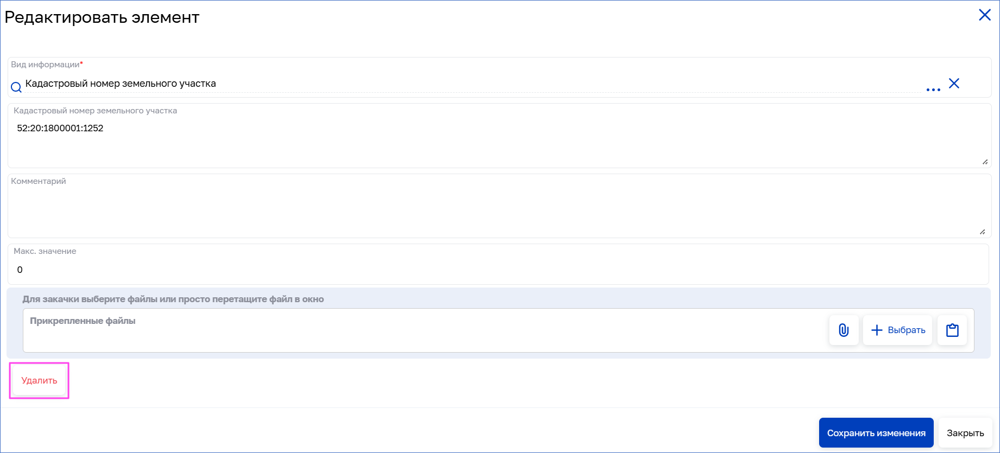 Редактировать элемент
Вид информации*
Кадастровый номер земельного участка
Кадастровый номер земельного участка
52:20:1800001:1252
Комментарий
Макс. значение
0
Для закачки выберите файлы или просто перетащите файл в окно
Прикрепленные файлы
Выбрать
Удалить
Сохранить изменения
Закрыть